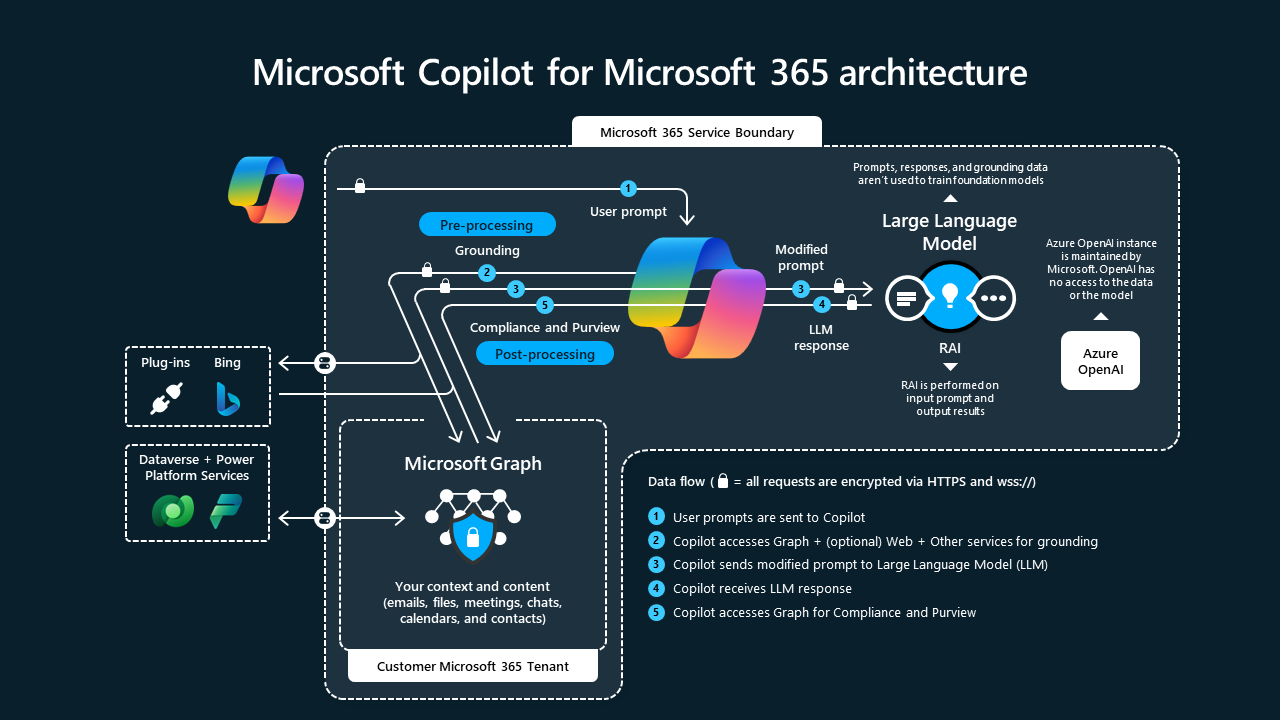 Microsoft Copilot for Microsoft 365 architecture
Microsoft 365 Service Boundary
Prompts, responses, and grounding data
aren't used to train foundation models
1
User prompt
Pre-processing
Grounding
2
3
5
Compliance and Purview
Post-processing
Modified
prompt
3
4
LLM
response
Large Language
Model
RAI
RAI is performed on
input prompt and
output results
Azure OpenAI instance
is maintained by
Microsoft. OpenAI has
no access to the data
or the model
Azure
OpenAI
Plug-ins
Bing
Dataverse + Power
Platform Services
Microsoft Graph
Your context and content
(emails, files, meetings, chats,
calendars, and contacts)
Customer Microsoft 365 Tenant
Data flow ( = all requests are encrypted via HTTPS and wss://)
1 User prompts are sent to Copilot
2 Copilot accesses Graph + (optional) Web + Other services for grounding
3 Copilot sends modified prompt to Large Language Model (LLM)
4 Copilot receives LLM response
5 Copilot accesses Graph for Compliance and Purview